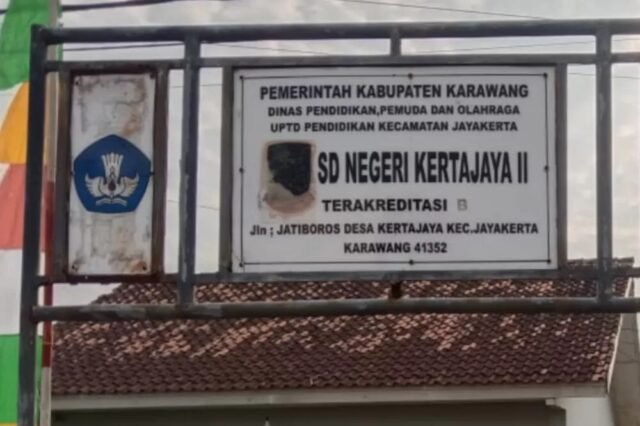 PEMERINTAH KABUPATEN KARAWANG
DINAS PENDIDIKAN,PEMUDA DAN OLAHRAGA
UPTD PENDIDIKAN KECAMATAN JAYAKERTA
SD NEGERI KERTAJAYA II
TERAKREDITASI B
Jln ; JATIBOROS DESA KERTAJAYA KEC.JAYAKERTA
KARAWANG 41352